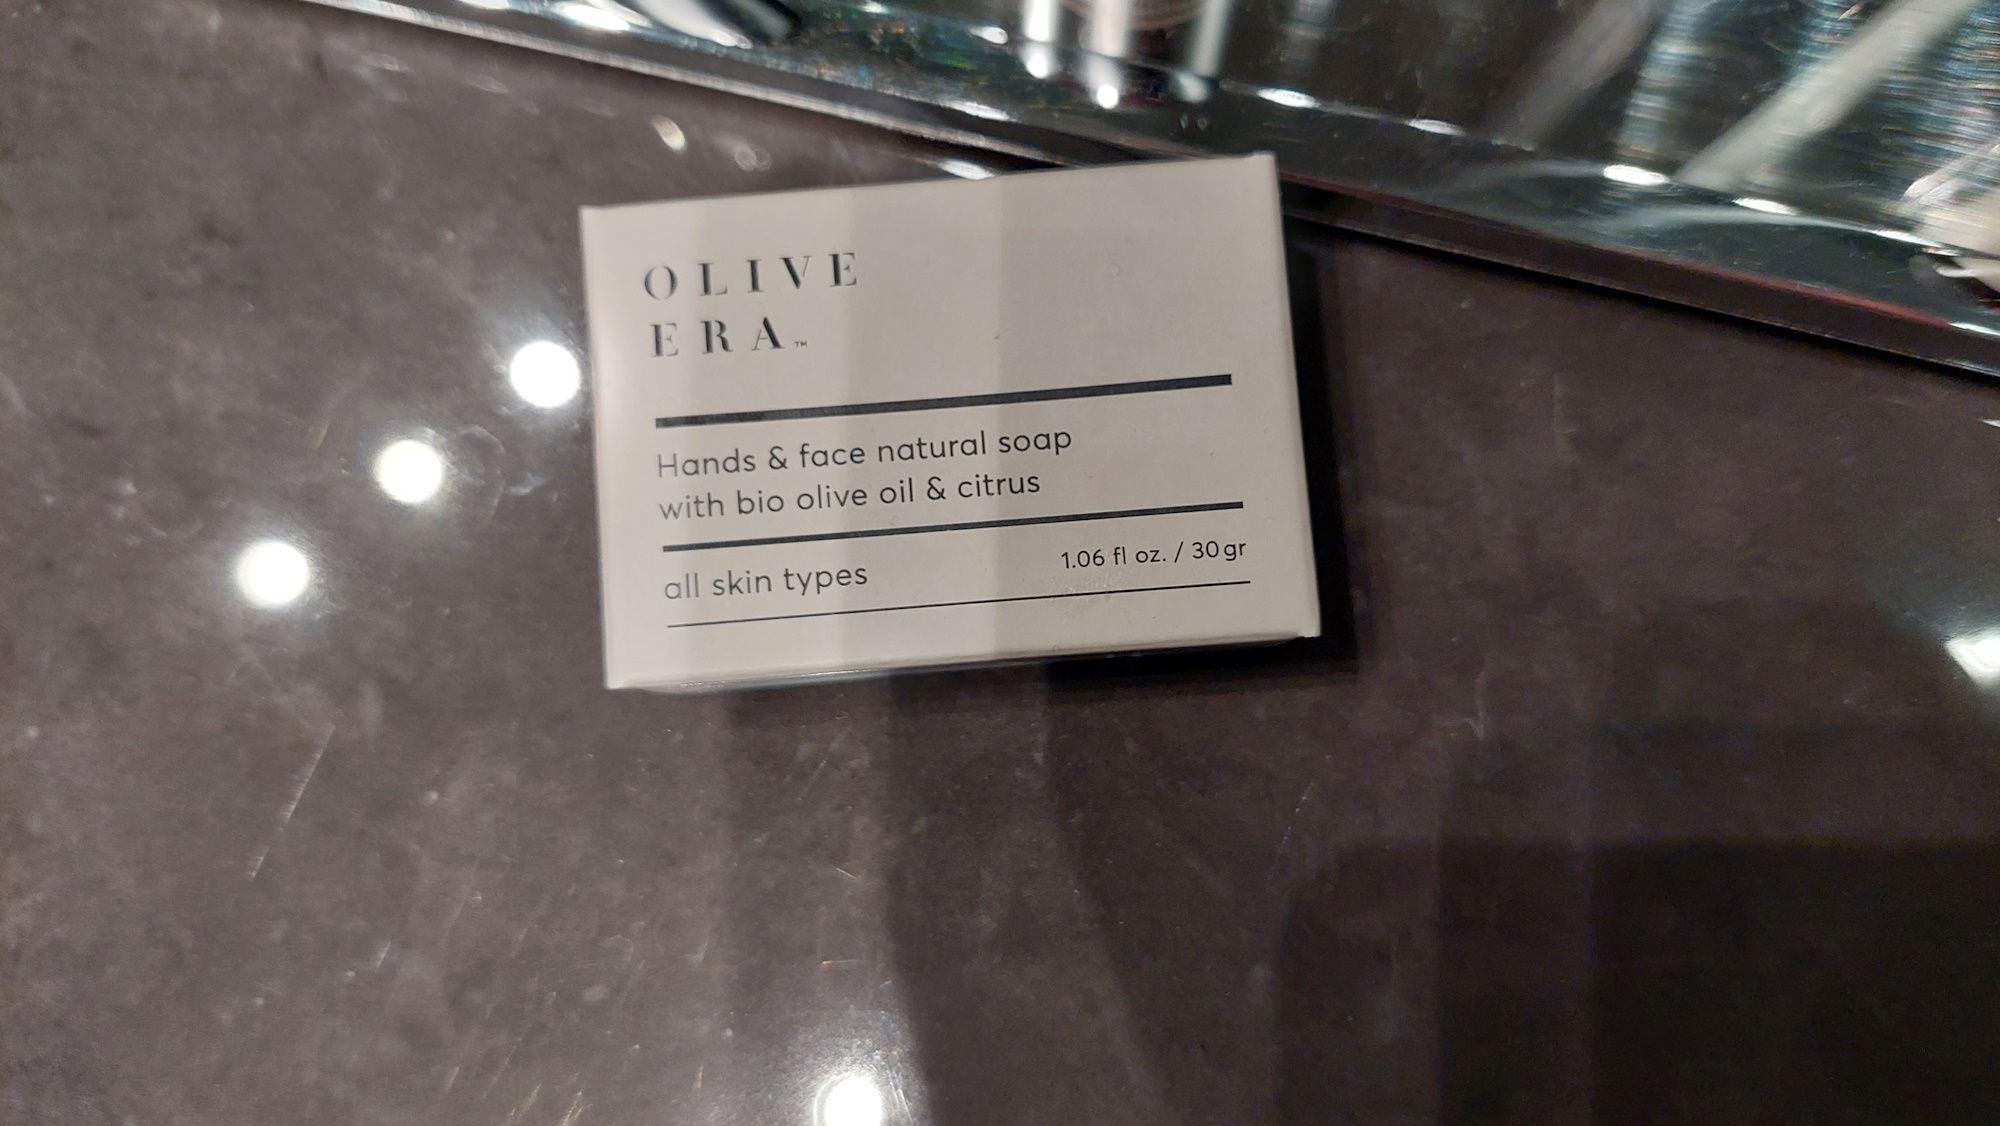 OLIVE
ERA™
Hands & face natural soap
with bio olive oil & citrus
all skin types
1.06 fl oz. / 30gr